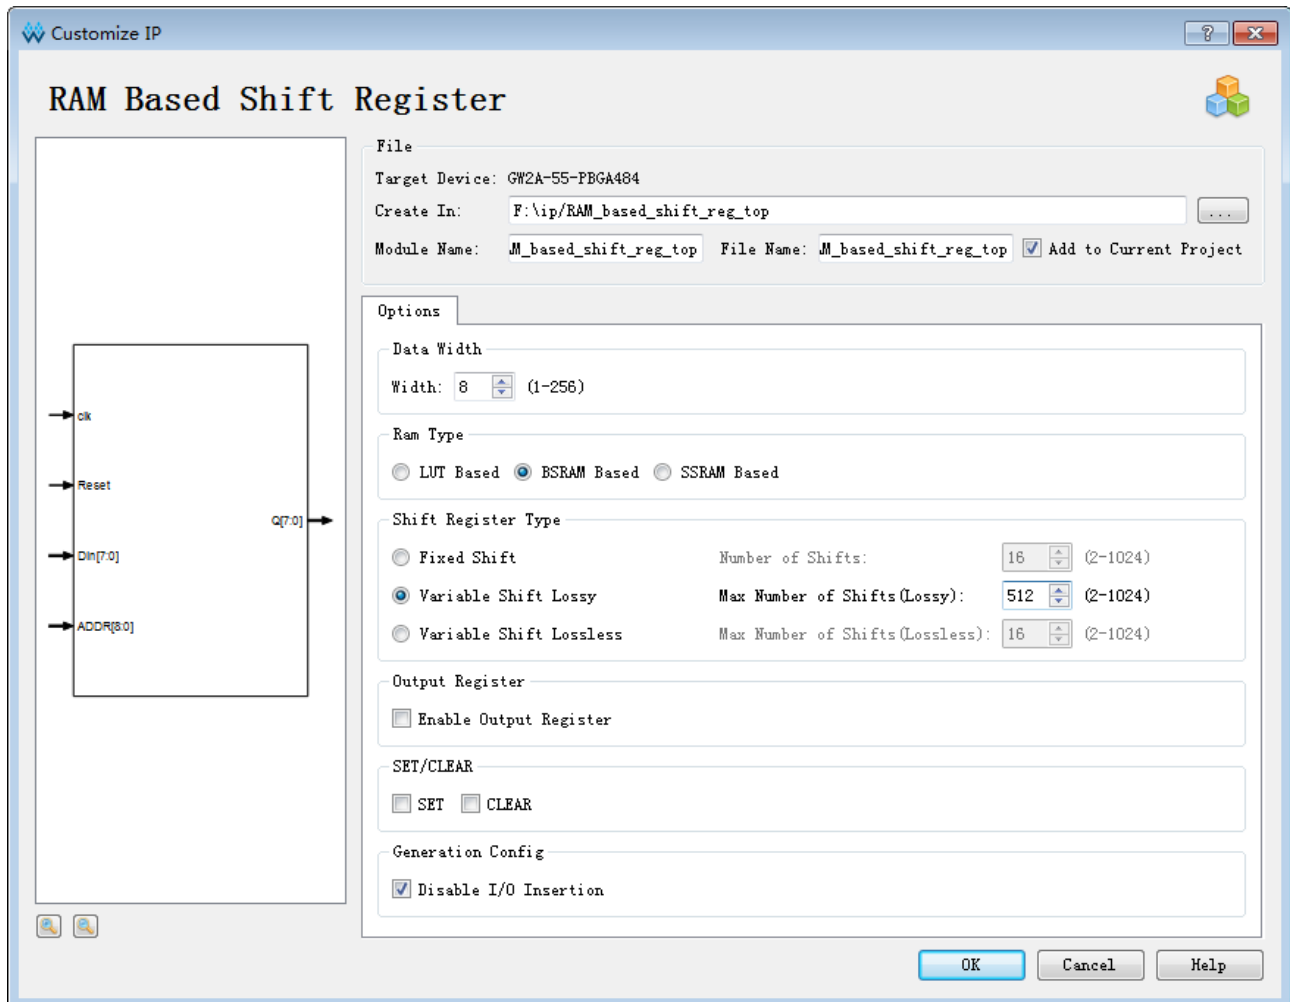 Customize IP
RAM Based Shift Register
File
Target Device: GW2A-55-PBGA484
Create In: F:\ip/RAM_based_shift_reg_top ...
Module Name: M_based_shift_reg_top File Name: M_based_shift_reg_top Add to Current Project
Options
Data Width
Width: 8 (1-256)
Ram Type
LUT Based BSRAM Based SSRAM Based
Shift Register Type
Fixed Shift Number of Shifts: 16 (2-1024)
Variable Shift Lossy Max Number of Shifts(Lossy): 512 (2-1024)
Variable Shift Lossless Max Number of Shifts(Lossless): 16 (2-1024)
Output Register
Enable Output Register
SET/CLEAR
SET CLEAR
Generation Config
Disable I/O Insertion
clk
Reset
Q[7:0]
Din[7:0]
ADDR[8:0]
OK Cancel Help